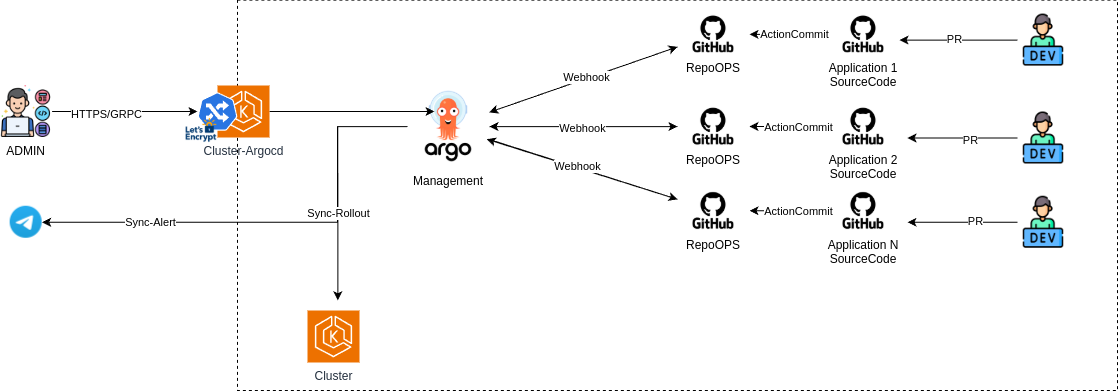 GitHub
RepoOPS
ActionCommit
GitHub
Application 1
SourceCode
PR
DEV
Webhook
HTTPS/GRPC
ADMIN
Let's
Encrypt
Cluster-Argocd
argo
Management
Webhook
GitHub
RepoOPS
ActionCommit
GitHub
Application 2
SourceCode
PR
DEV
Webhook
GitHub
RepoOPS
ActionCommit
GitHub
Application N
SourceCode
PR
DEV
Sync-Rollout
Sync-Alert
Cluster